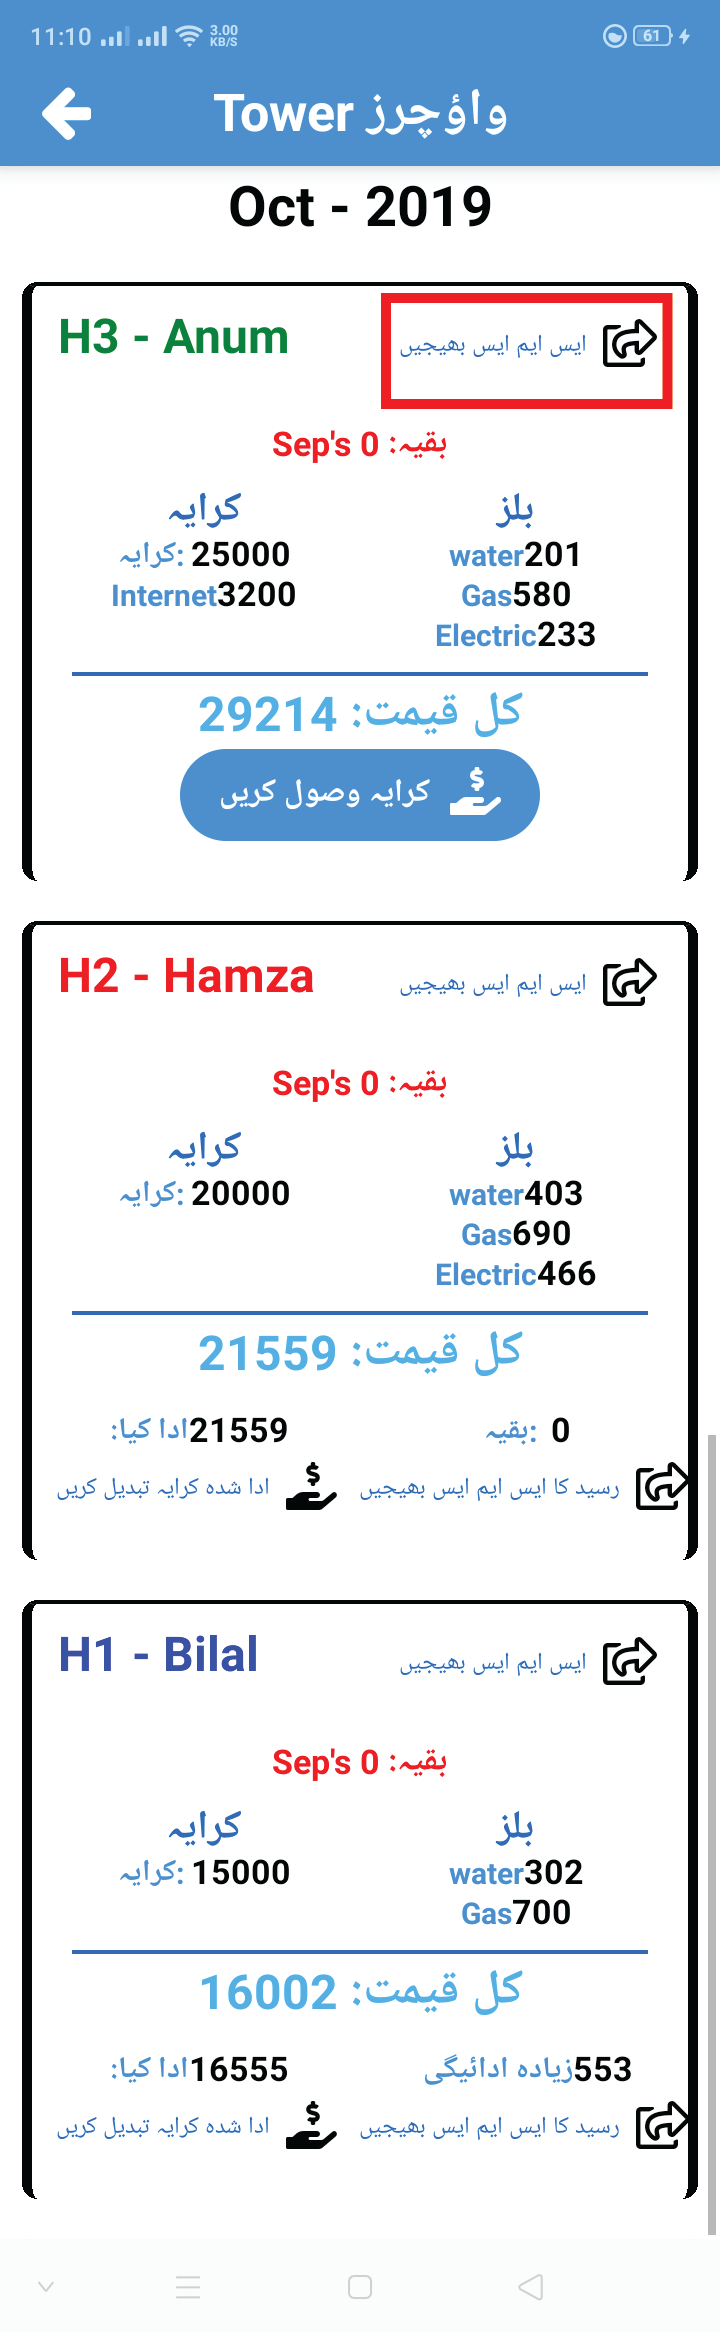 11:10 3.00 KB/S 61
Tower واؤچرز
Oct - 2019
H3 - Anum ایس ایم ایس بھیجیں
Sep's 0 :بقیہ
کرایہ بلز
کرایہ: 25000 water201
Internet3200 Gas580
Electric233
کل قیمت: 29214
کرایہ وصول کریں
H2 - Hamza ایس ایم ایس بھیجیں
Sep's 0 :بقیہ
کرایہ بلز
کرایہ: 20000 water403
Gas690
Electric466
کل قیمت: 21559
ادا کیا:21559 بقیہ: 0
ادا شدہ کرایہ تبدیل کریں رسید کا ایس ایم ایس بھیجیں
H1 - Bilal ایس ایم ایس بھیجیں
Sep's 0 :بقیہ
کرایہ بلز
کرایہ: 15000 water302
Gas700
کل قیمت: 16002
ادا کیا:16555 زیادہ ادائیگی553
ادا شدہ کرایہ تبدیل کریں رسید کا ایس ایم ایس بھیجیں